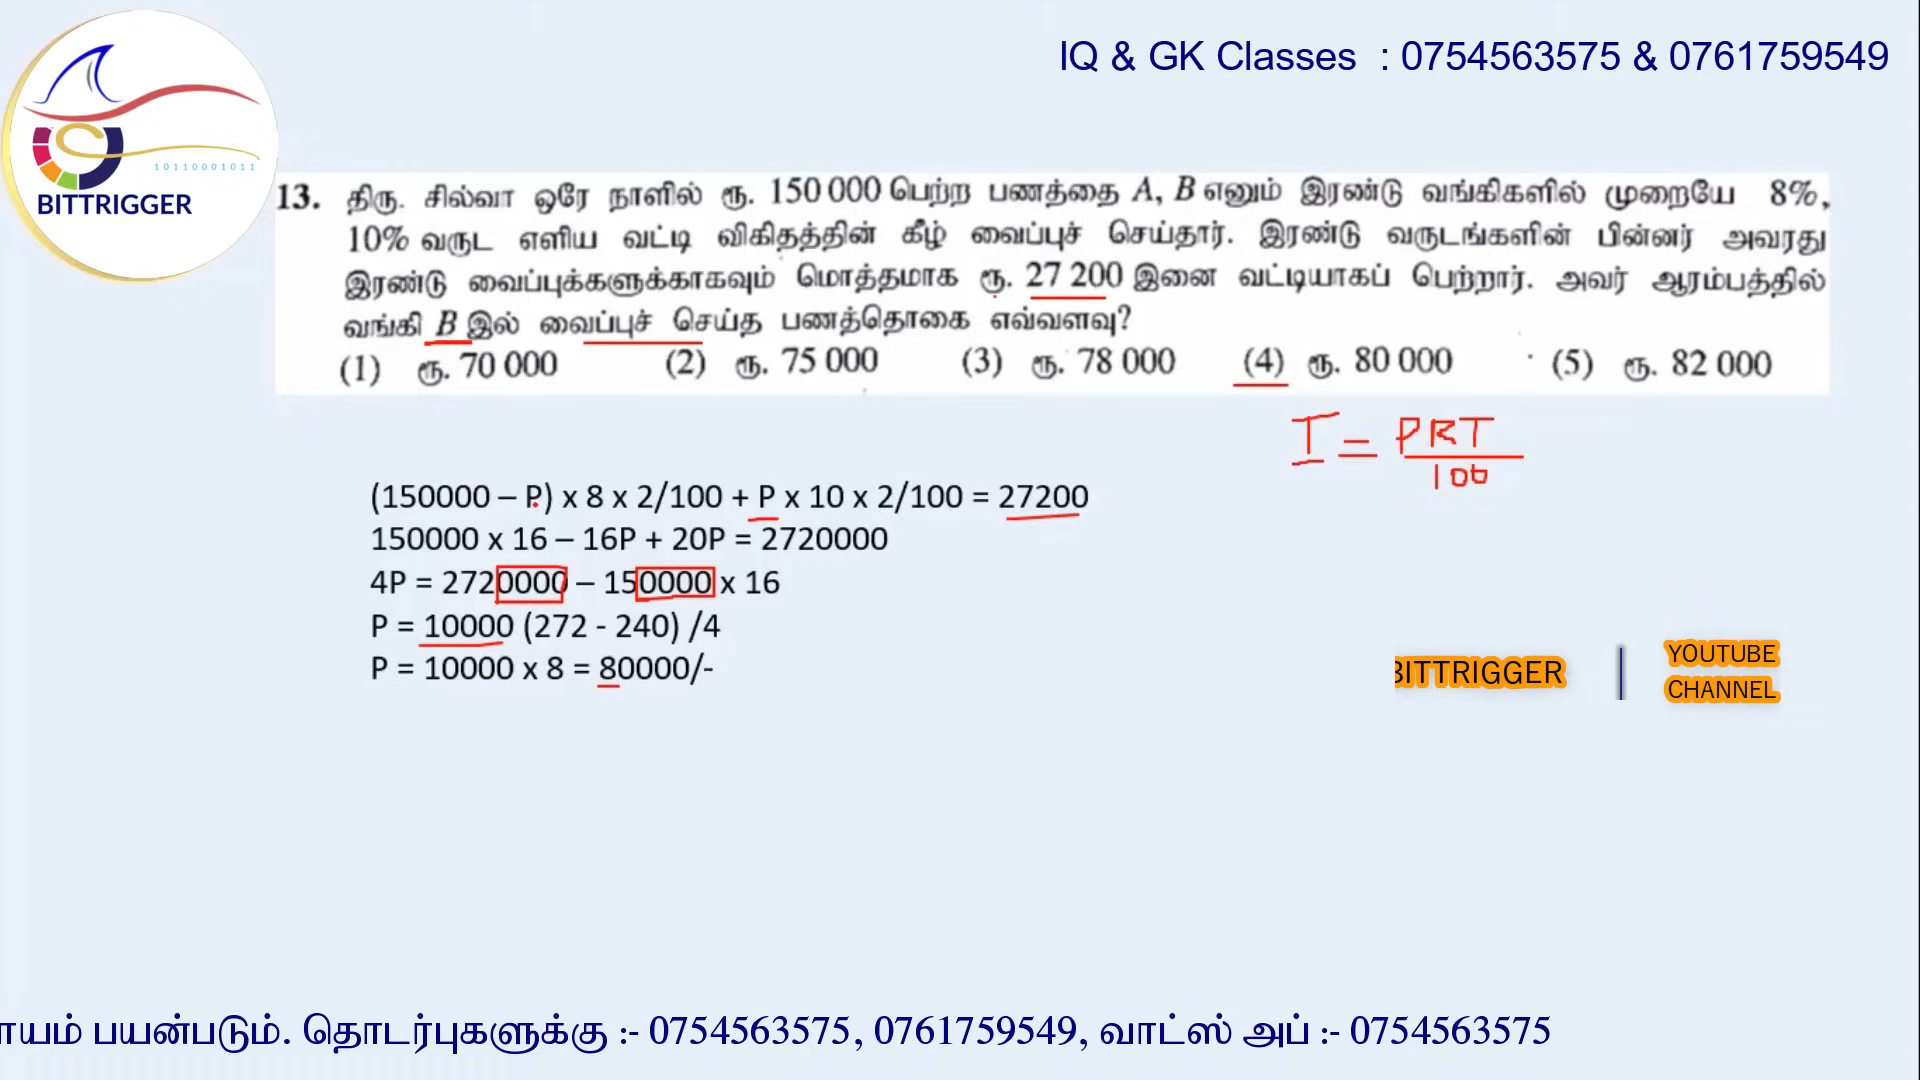 IQ & GK Classes : 0754563575 & 0761759549
10110001011
BITTRIGGER
13. திரு. சில்வா ஒரே நாளில் ரூ. 150 000 பெற்ற பணத்தை A, B எனும் இரண்டு வங்கிகளில் முறையே 8%,
10% வருட எளிய வட்டி விகிதத்தின் கீழ் வைப்புச் செய்தார். இரண்டு வருடங்களின் பின்னர் அவரது
இரண்டு வைப்புக்களுக்காகவும் மொத்தமாக ரூ. 27 200 இனை வட்டியாகப் பெற்றார். அவர் ஆரம்பத்தில்
வங்கி B இல் வைப்புச் செய்த பணத்தொகை எவ்வளவு?
(1) ரூ. 70 000 (2) ரூ. 75 000 (3) ரூ. 78 000 (4) ரூ. 80 000 (5) ரூ. 82 000
I = PRT
100
(150000 – P) x 8 x 2/100 + P x 10 x 2/100 = 27200
150000 x 16 – 16P + 20P = 2720000
4P = 2720000 – 150000 x 16
P = 10000 (272 - 240) /4
P = 10000 x 8 = 80000/-
BITTRIGGER | YOUTUBE
CHANNEL
ாயம் பயன்படும். தொடர்புகளுக்கு :- 0754563575, 0761759549, வாட்ஸ் அப் :- 0754563575